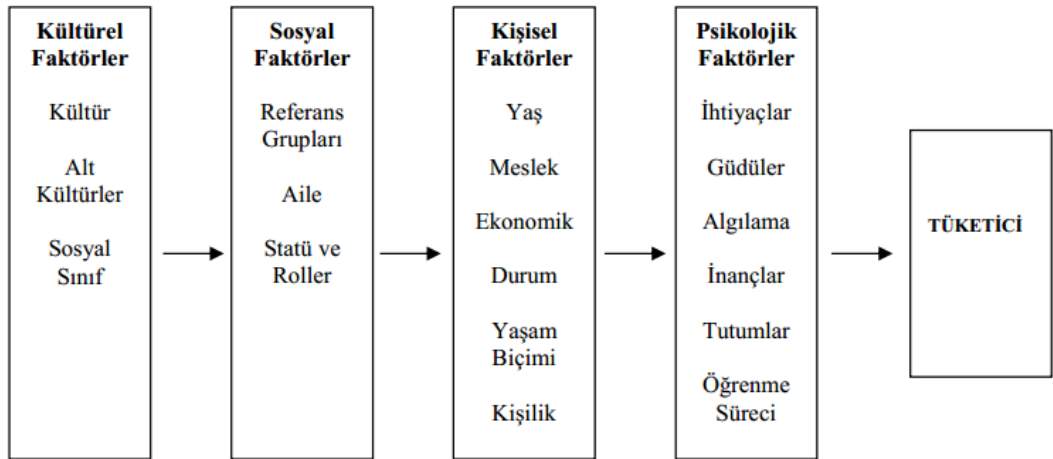 Kültürel
Faktörler
Kültür
Alt
Kültürler
Sosyal
Sınıf
Sosyal
Faktörler
Referans
Grupları
Aile
Statü ve
Roller
Kişisel
Faktörler
Yaş
Meslek
Ekonomik
Durum
Yaşam
Biçimi
Kişilik
Psikolojik
Faktörler
İhtiyaçlar
Güdüler
Algılama
İnançlar
Tutumlar
Öğrenme
Süreci
TÜKETİCİ